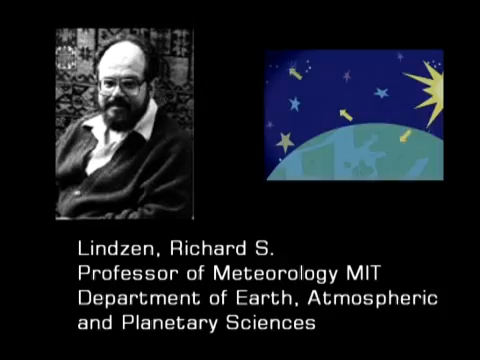 Lindzen, Richard S.
Professor of Meteorology MIT
Department of Earth, Atmospheric
and Planetary Sciences